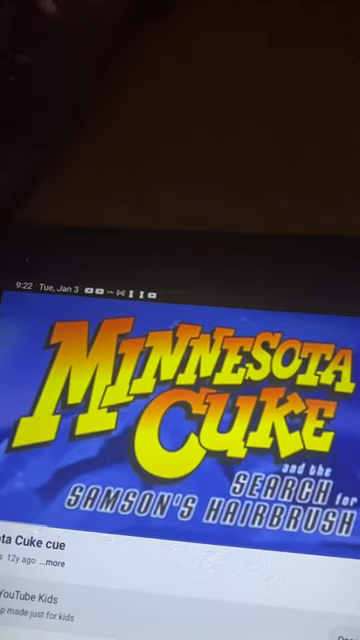 9:22 Tue, Jan 3
MINNESOTA
CUKE
and the
SEARCH for
SAMSON'S HAIRBRUSH
ta Cuke cue
12y ago ...more
YouTube Kids
p made just for kids